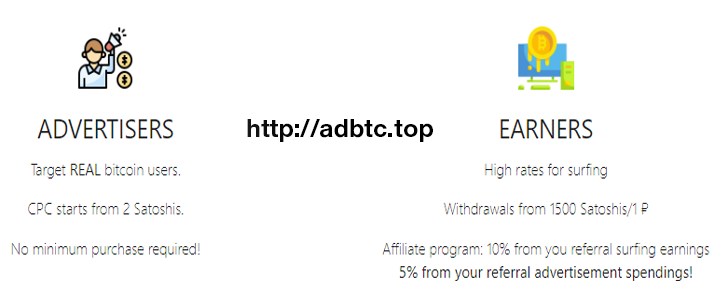 ADVERTISERS
Target REAL bitcoin users.
CPC starts from 2 Satoshis.
No minimum purchase required!
http://adbtc.top
EARNERS
High rates for surfing
Withdrawals from 1500 Satoshis/1 ₽
Affiliate program: 10% from you referral surfing earnings
5% from your referral advertisement spendings!